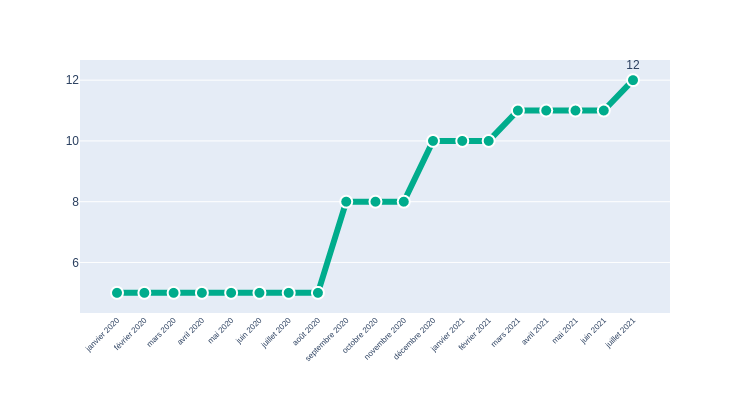 12
12
10
8
6
janvier 2020
février 2020
mars 2020
avril 2020
mai 2020
juin 2020
juillet 2020
août 2020
septembre 2020
octobre 2020
novembre 2020
décembre 2020
janvier 2021
février 2021
mars 2021
avril 2021
mai 2021
juin 2021
juillet 2021